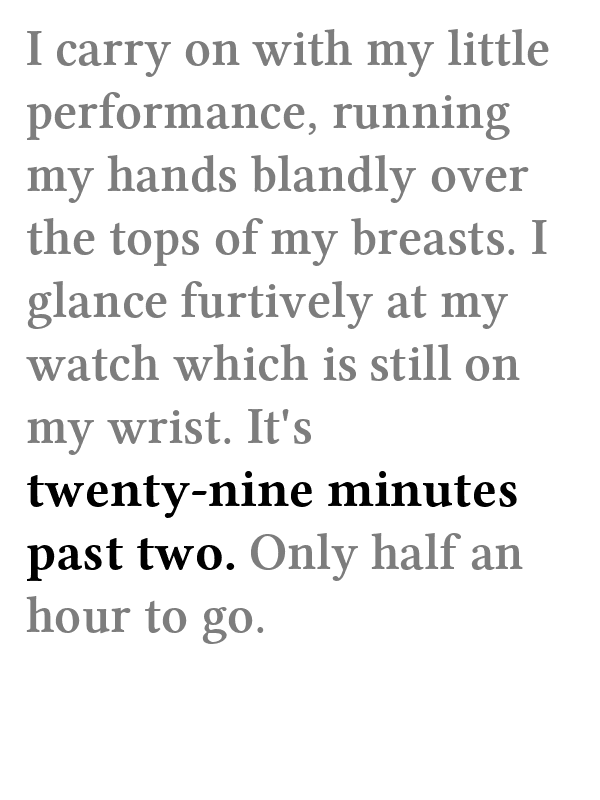 I carry on with my little
performance, running
my hands blandly over
the tops of my breasts. I
glance furtively at my
watch which is still on
my wrist. It's
twenty-nine minutes
past two. Only half an
hour to go.